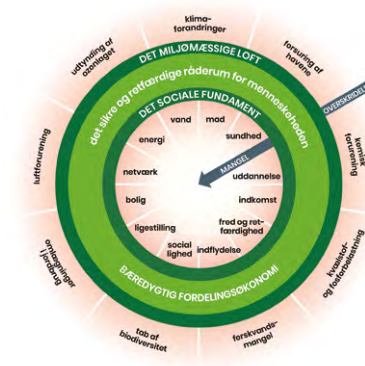 klima-
forandringer
forsuring af
havene
OVERSKRIDELSE
kemisk
forurening
kvælstof-
og fosforbelastning
ferskvands-
mangel
tab af
biodiversitet
omlægninger
i jordbrug
luftforurening
udtynding af
ozonlaget
DET MILJØMÆSSIGE LOFT
det sikre og retfærdige råderum for menneskeheden
DET SOCIALE FUNDAMENT
vand
mad
sundhed
MANGEL
uddannelse
indkomst
fred og ret-
færdighed
indflydelse
social
lighed
ligestilling
bolig
netværk
energi
BÆREDYGTIG FORDELINGSØKONOMI